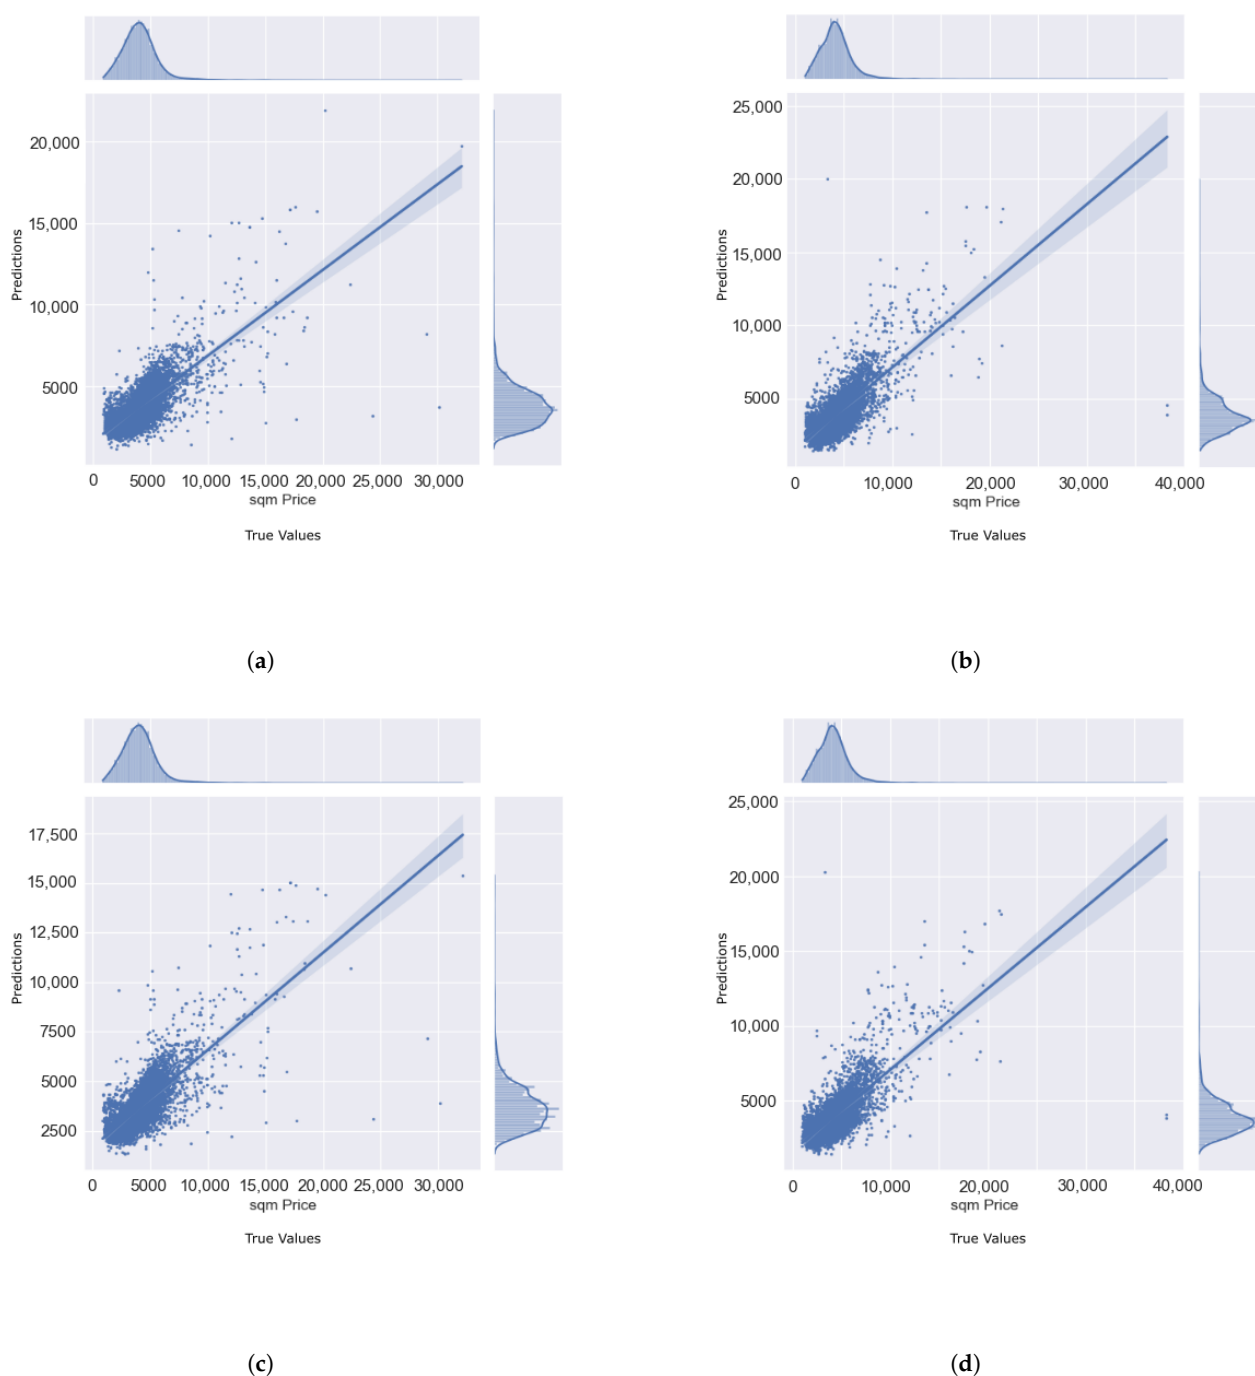 20,000
15,000
10,000
5000
Predictions
0 5000 10,000 15,000 20,000 25,000 30,000
sqm Price
True Values
(a)
25,000
20,000
15,000
10,000
5000
Predictions
0 10,000 20,000 30,000 40,000
sqm Price
True Values
(b)
17,500
15,000
12,500
10,000
7500
5000
2500
Predictions
0 5000 10,000 15,000 20,000 25,000 30,000
sqm Price
True Values
(c)
25,000
20,000
15,000
10,000
5000
Predictions
0 10,000 20,000 30,000 40,000
sqm Price
True Values
(d)